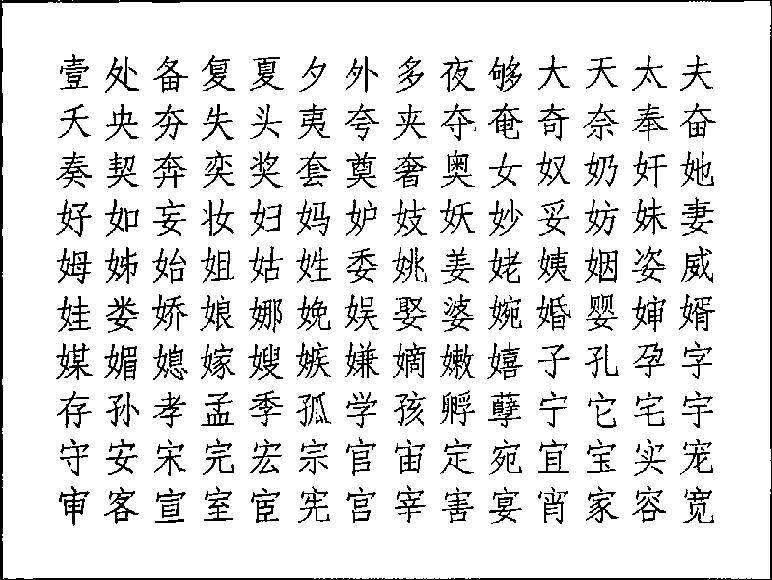 壹处备复夏夕外多夜够大天太夫
夭央夯失头夷夸夹夺奄奇奈奉奋
奏契奔奕奖套奠奢奥女奴奶奸她
好如妄妆妇妈妒妓妖妙妥妨妹妻
姆姊始姐姑姓委姚姜姥姨姻姿威
娃娄娇娘娜娩娱娶婆婉婚婴婶婿
媒媚媳嫁嫂嫉嫌嫡嫩嬉子孔孕字
存孙孝孟季孤学孩孵孽宁它宅宇
守安宋完宏宗官宙定宛宜宝实宠
审客宣室宦宪宫宰害宴宵家容宽